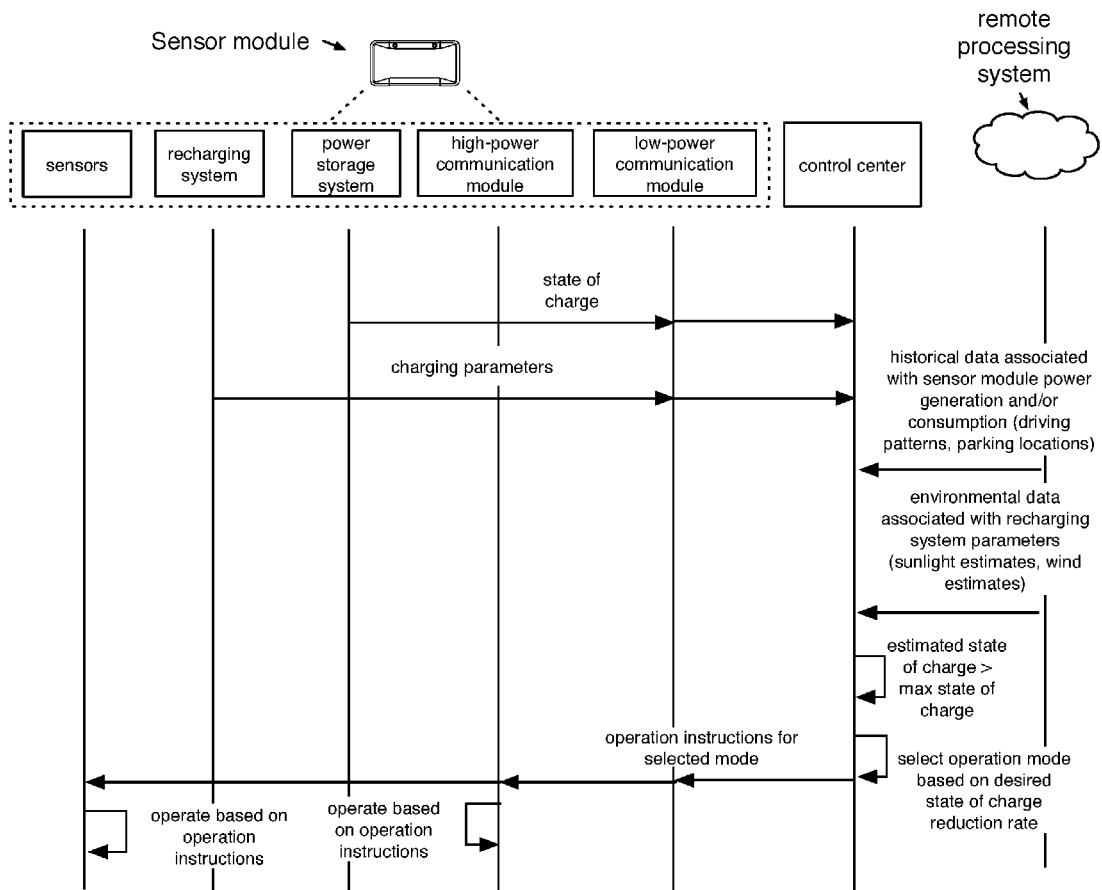 Sensor module
remote
processing
system
sensors
recharging
system
power
storage
system
high-power
communication
module
low-power
communication
module
control center
state of
charge
charging parameters
historical data associated
with sensor module power
generation and/or
consumption (driving
patterns, parking locations)
environmental data
associated with recharging
system parameters
(sunlight estimates, wind
estimates)
estimated state
of charge >
max state of
charge
operation instructions for
selected mode
select operation mode
based on desired
state of charge
reduction rate
operate based on
operation
instructions
operate based
on operation
instructions